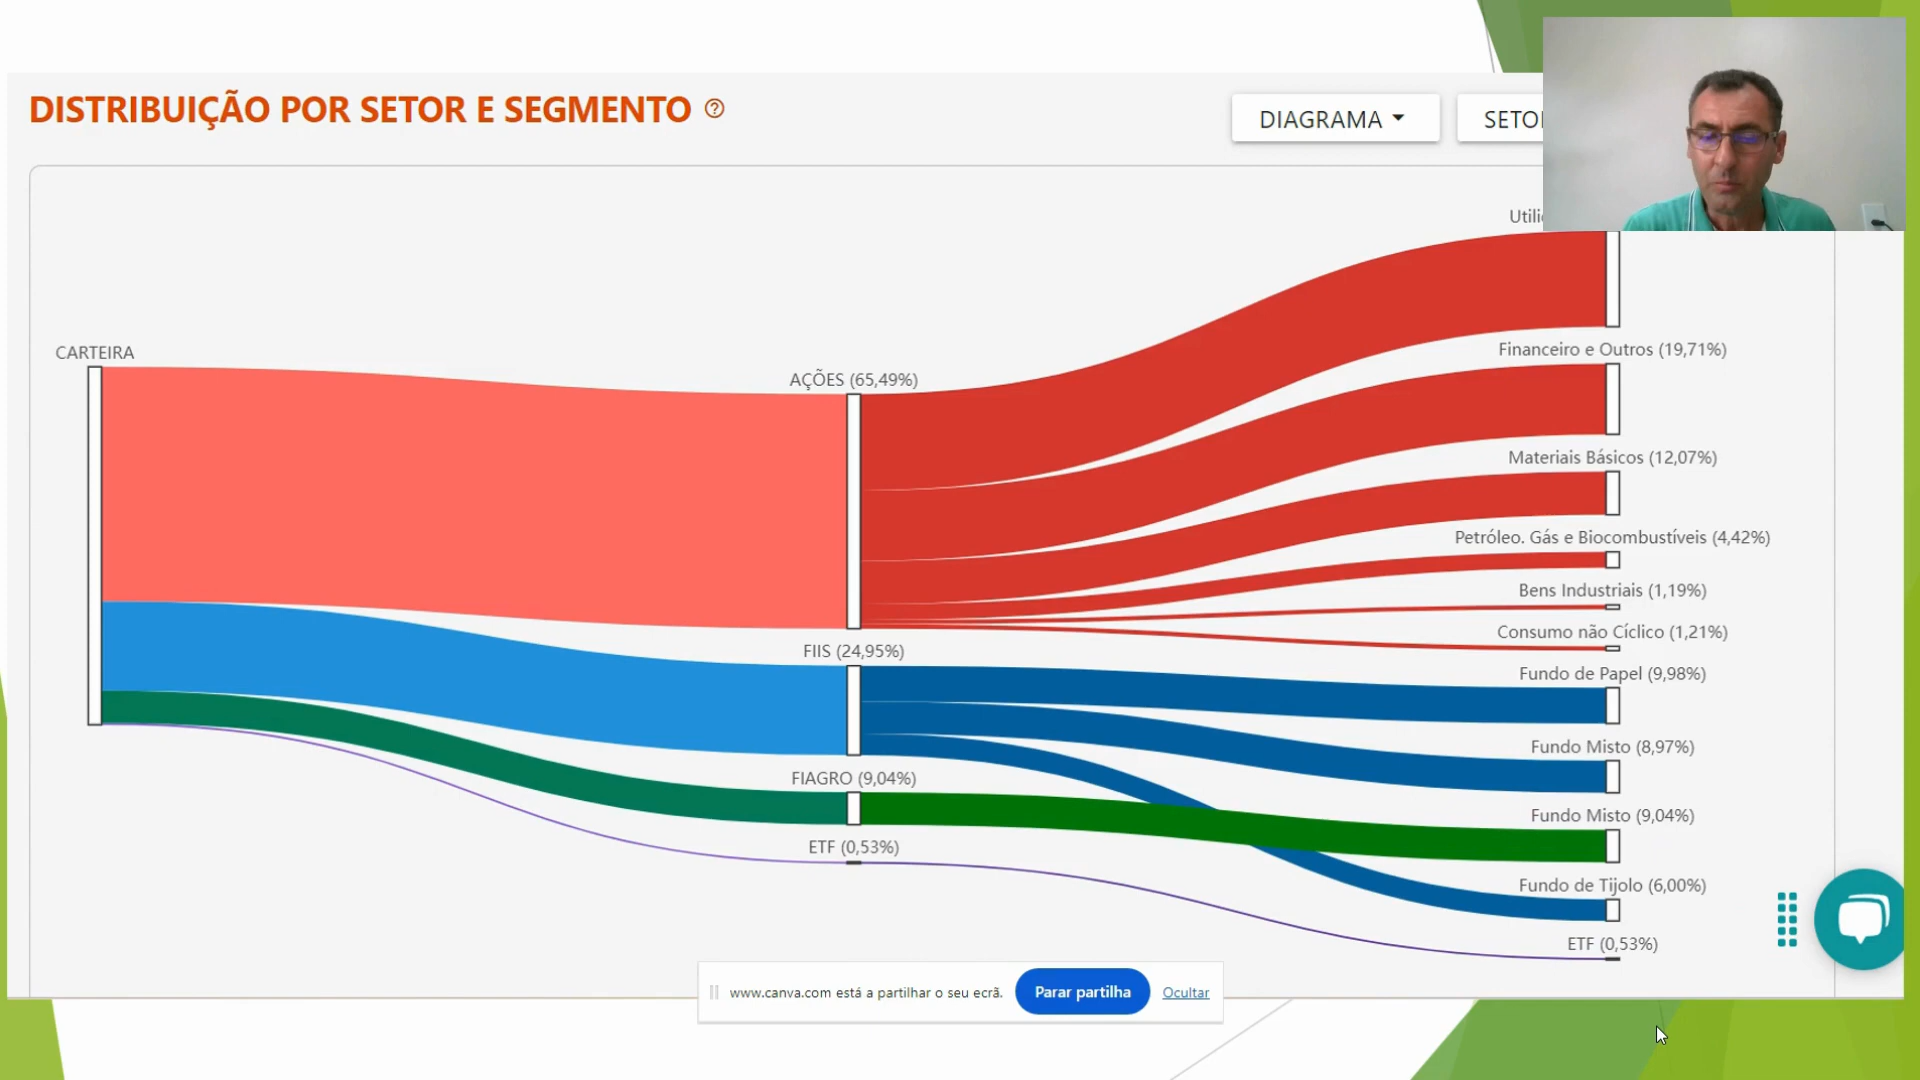 DISTRIBUIÇÃO POR SETOR E SEGMENTO
DIAGRAMA
CARTEIRA
AÇÕES (65,49%)
Financeiro e Outros (19,71%)
Materiais Básicos (12,07%)
Petróleo. Gás e Biocombustíveis (4,42%)
Bens Industriais (1,19%)
Consumo não Cíclico (1,21%)
FIIS (24,95%)
Fundo de Papel (9,98%)
Fundo Misto (8,97%)
FIAGRO (9,04%)
Fundo Misto (9,04%)
ETF (0,53%)
Fundo de Tijolo (6,00%)
ETF (0,53%)
www.canva.com está a partilhar o seu ecrã.
Parar partilha
Ocultar